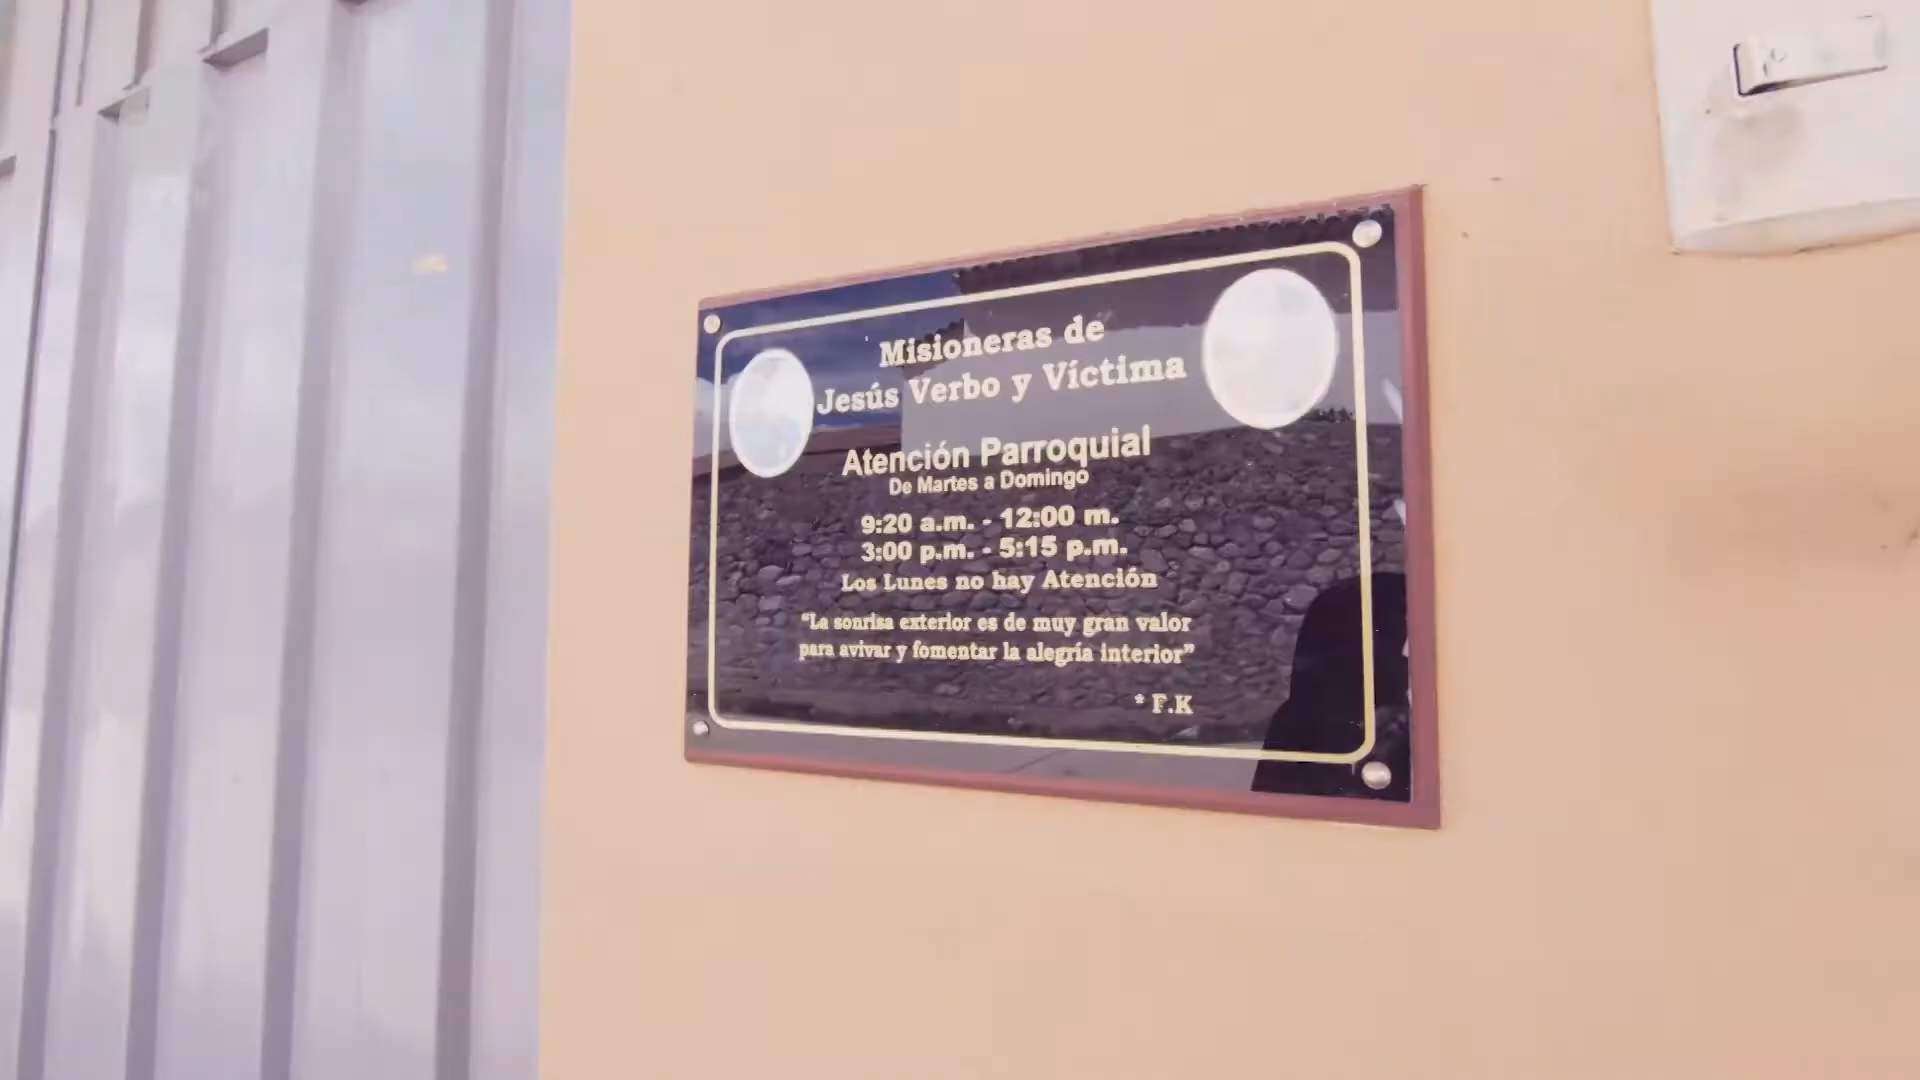 Misioneras de
Jesús Verbo y Víctima
Atención Parroquial
De Martes a Domingo
9:20 a.m. - 12:00 m.
3:00 p.m. - 5:15 p.m.
Los Lunes no hay Atención
“La sonrisa exterior es de muy gran valor
para avivar y fomentar la alegría interior”
* F.K